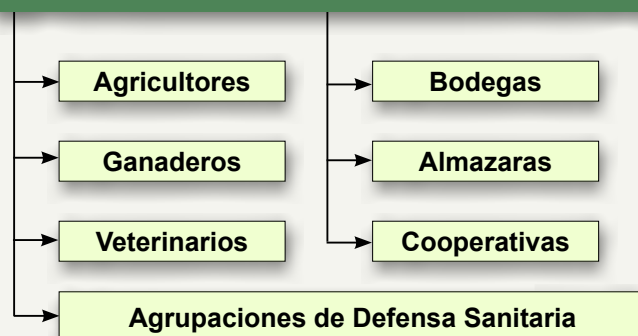 Agricultores
Bodegas
Ganaderos
Almazaras
Veterinarios
Cooperativas
Agrupaciones de Defensa Sanitaria